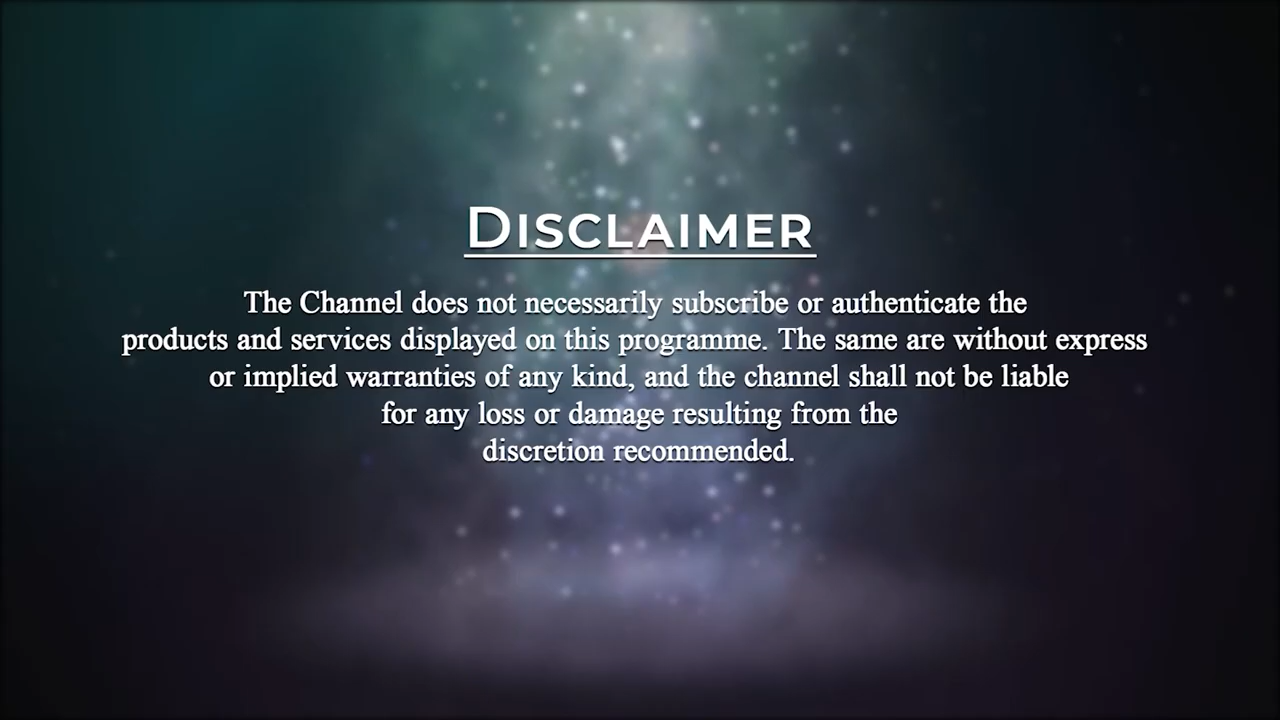 DISCLAIMER
The Channel does not necessarily subscribe or authenticate the
products and services displayed on this programme. The same are without express
or implied warranties of any kind, and the channel shall not be liable
for any loss or damage resulting from the
discretion recommended.